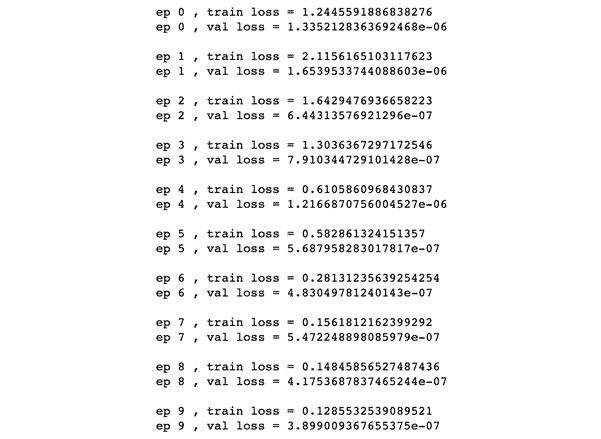 ep 0 , train loss = 1.2445591886838276
ep 0 , val loss = 1.3352128363692468e-06
ep 1 , train loss = 2.1156165103117623
ep 1 , val loss = 1.6539533744088603e-06
ep 2 , train loss = 1.6429476936658223
ep 2 , val loss = 6.44313576921296e-07
ep 3 , train loss = 1.3036367297172546
ep 3 , val loss = 7.910344729101428e-07
ep 4 , train loss = 0.6105860968430837
ep 4 , val loss = 1.2166870756004527e-06
ep 5 , train loss = 0.582861324151357
ep 5 , val loss = 5.687958283017817e-07
ep 6 , train loss = 0.28131235639254254
ep 6 , val loss = 4.83049781240143e-07
ep 7 , train loss = 0.1561812162399292
ep 7 , val loss = 5.472248898085979e-07
ep 8 , train loss = 0.14845856527487436
ep 8 , val loss = 4.1753687837465244e-07
ep 9 , train loss = 0.1285532539089521
ep 9 , val loss = 3.899009367655375e-07